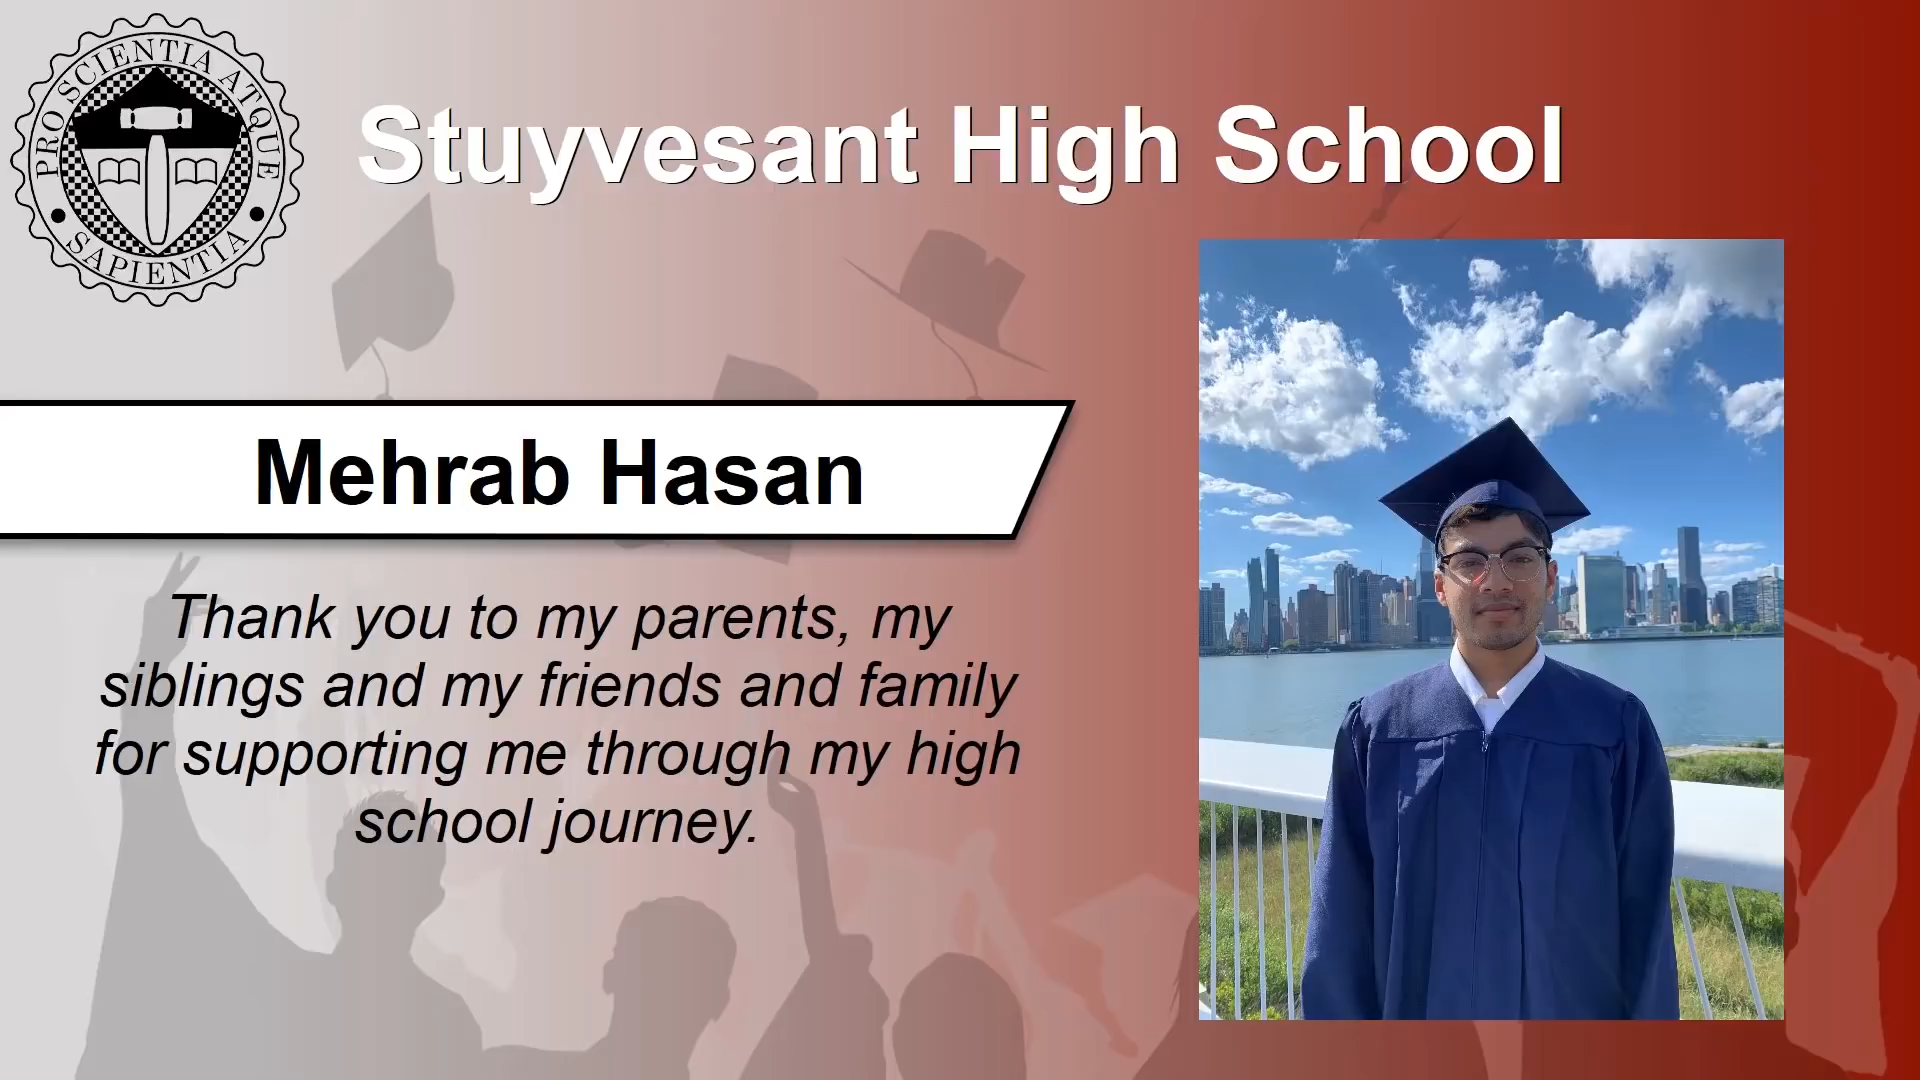 PRO SCIENTIA ATQUE
SAPIENTIA
Stuyvesant High School
Mehrab Hasan
Thank you to my parents, my
siblings and my friends and family
for supporting me through my high
school journey.